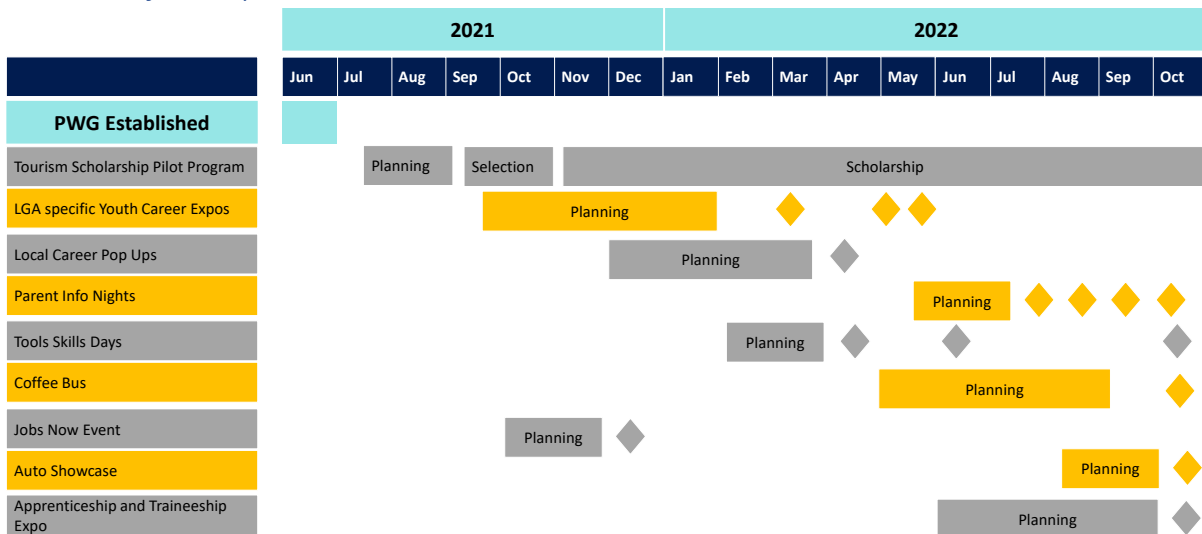 2021 2022
Jun Jul Aug Sep Oct Nov Dec Jan Feb Mar Apr May Jun Jul Aug Sep Oct
PWG Established
Tourism Scholarship Pilot Program Planning Selection Scholarship
LGA specific Youth Career Expos Planning
Local Career Pop Ups Planning
Parent Info Nights Planning
Tools Skills Days Planning
Coffee Bus Planning
Jobs Now Event Planning
Auto Showcase Planning
Apprenticeship and Traineeship
Expo Planning